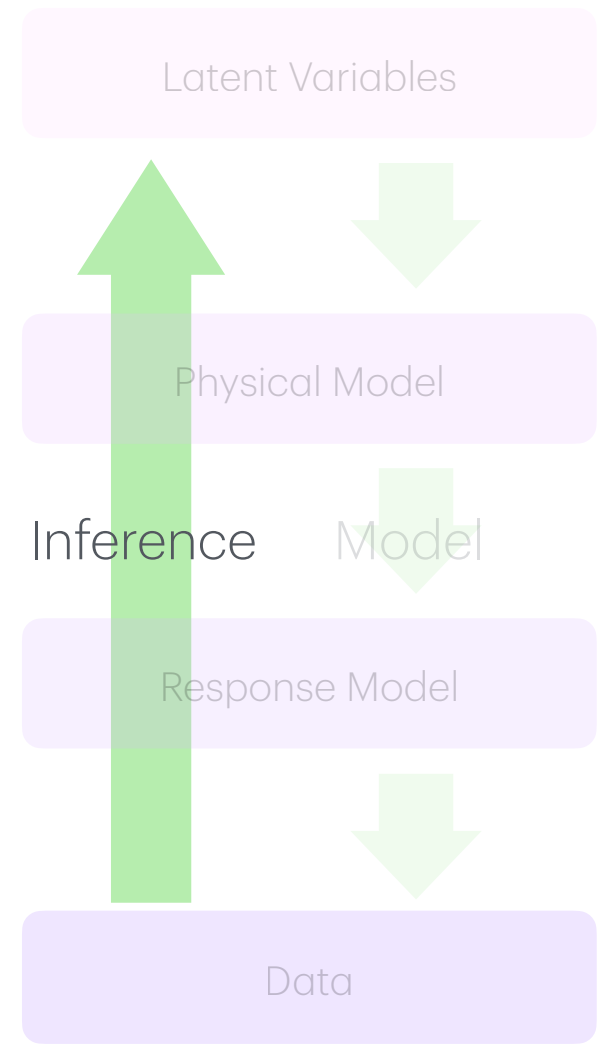 Latent Variables
Physical Model
Inference
Model
Response Model
Data